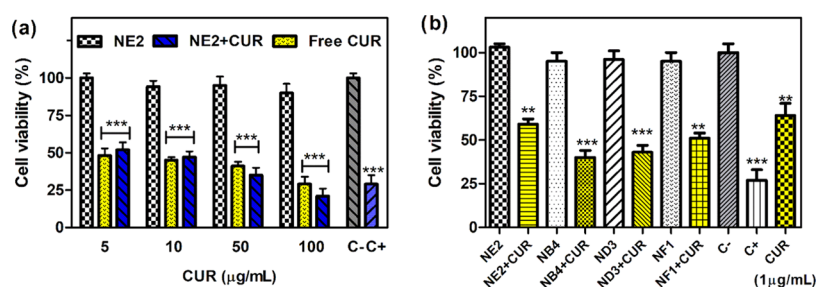 (a)
NE2 NE2+CUR Free CUR
Cell viability (%)
100
75
50
25
0
*** *** *** *** ***
5 10 50 100 C- C+
CUR (µg/mL)
(b)
Cell viability (%)
100
75
50
25
0
** *** *** ** *** **
NE2 NE2+CUR NB4 NB4+CUR ND3 ND3+CUR NF1 NF1+CUR C- C+ CUR
(1µg/mL)